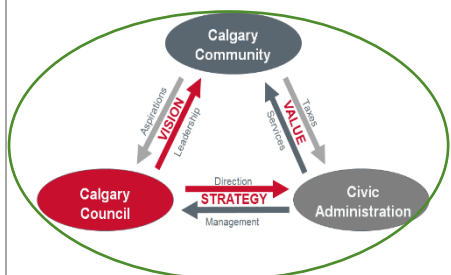 Calgary
Community
Aspirations
VISION
Leadership
Services
VALUE
Taxes
Calgary
Council
Direction
STRATEGY
Management
Civic
Administration